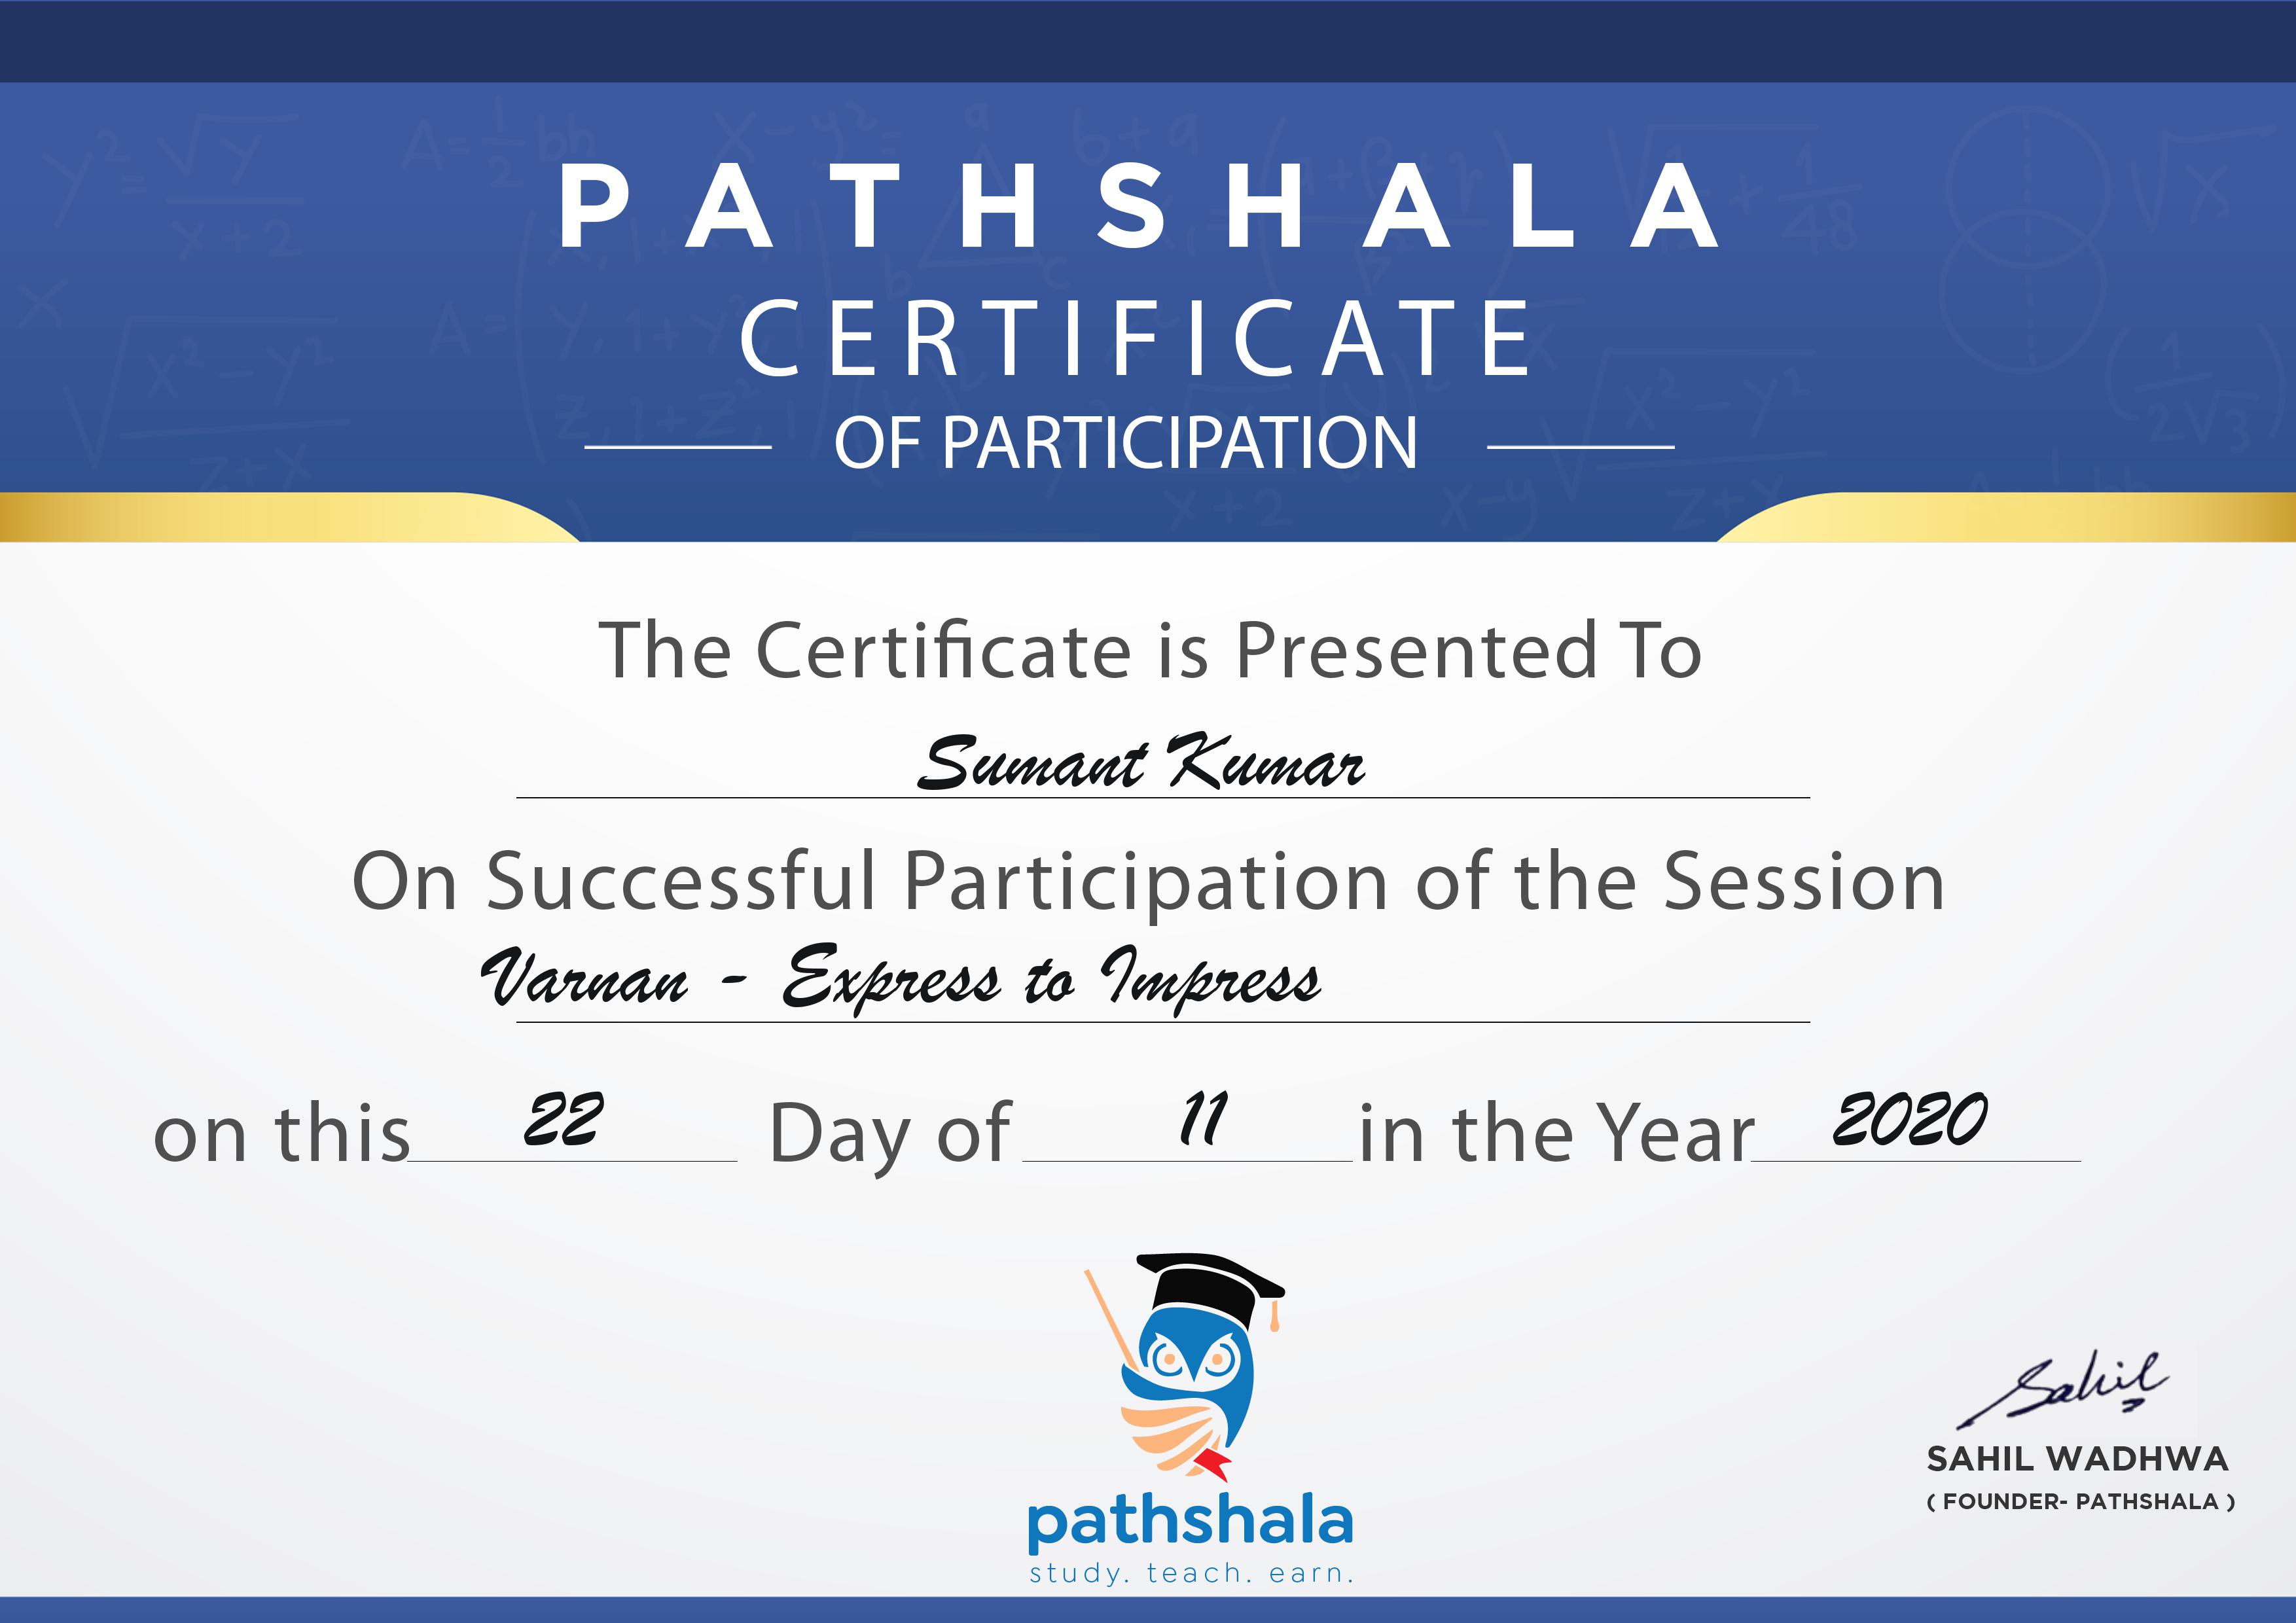 PATHSHALA
CERTIFICATE
OF PARTICIPATION
The Certificate is Presented To
Sumant Kumar
On Successful Participation of the Session
Varnan - Express to Impress
on this 22 Day of 11 in the Year 2020
Sahil
SAHIL WADHWA
( FOUNDER- PATHSHALA )
pathshala
study. teach. earn.